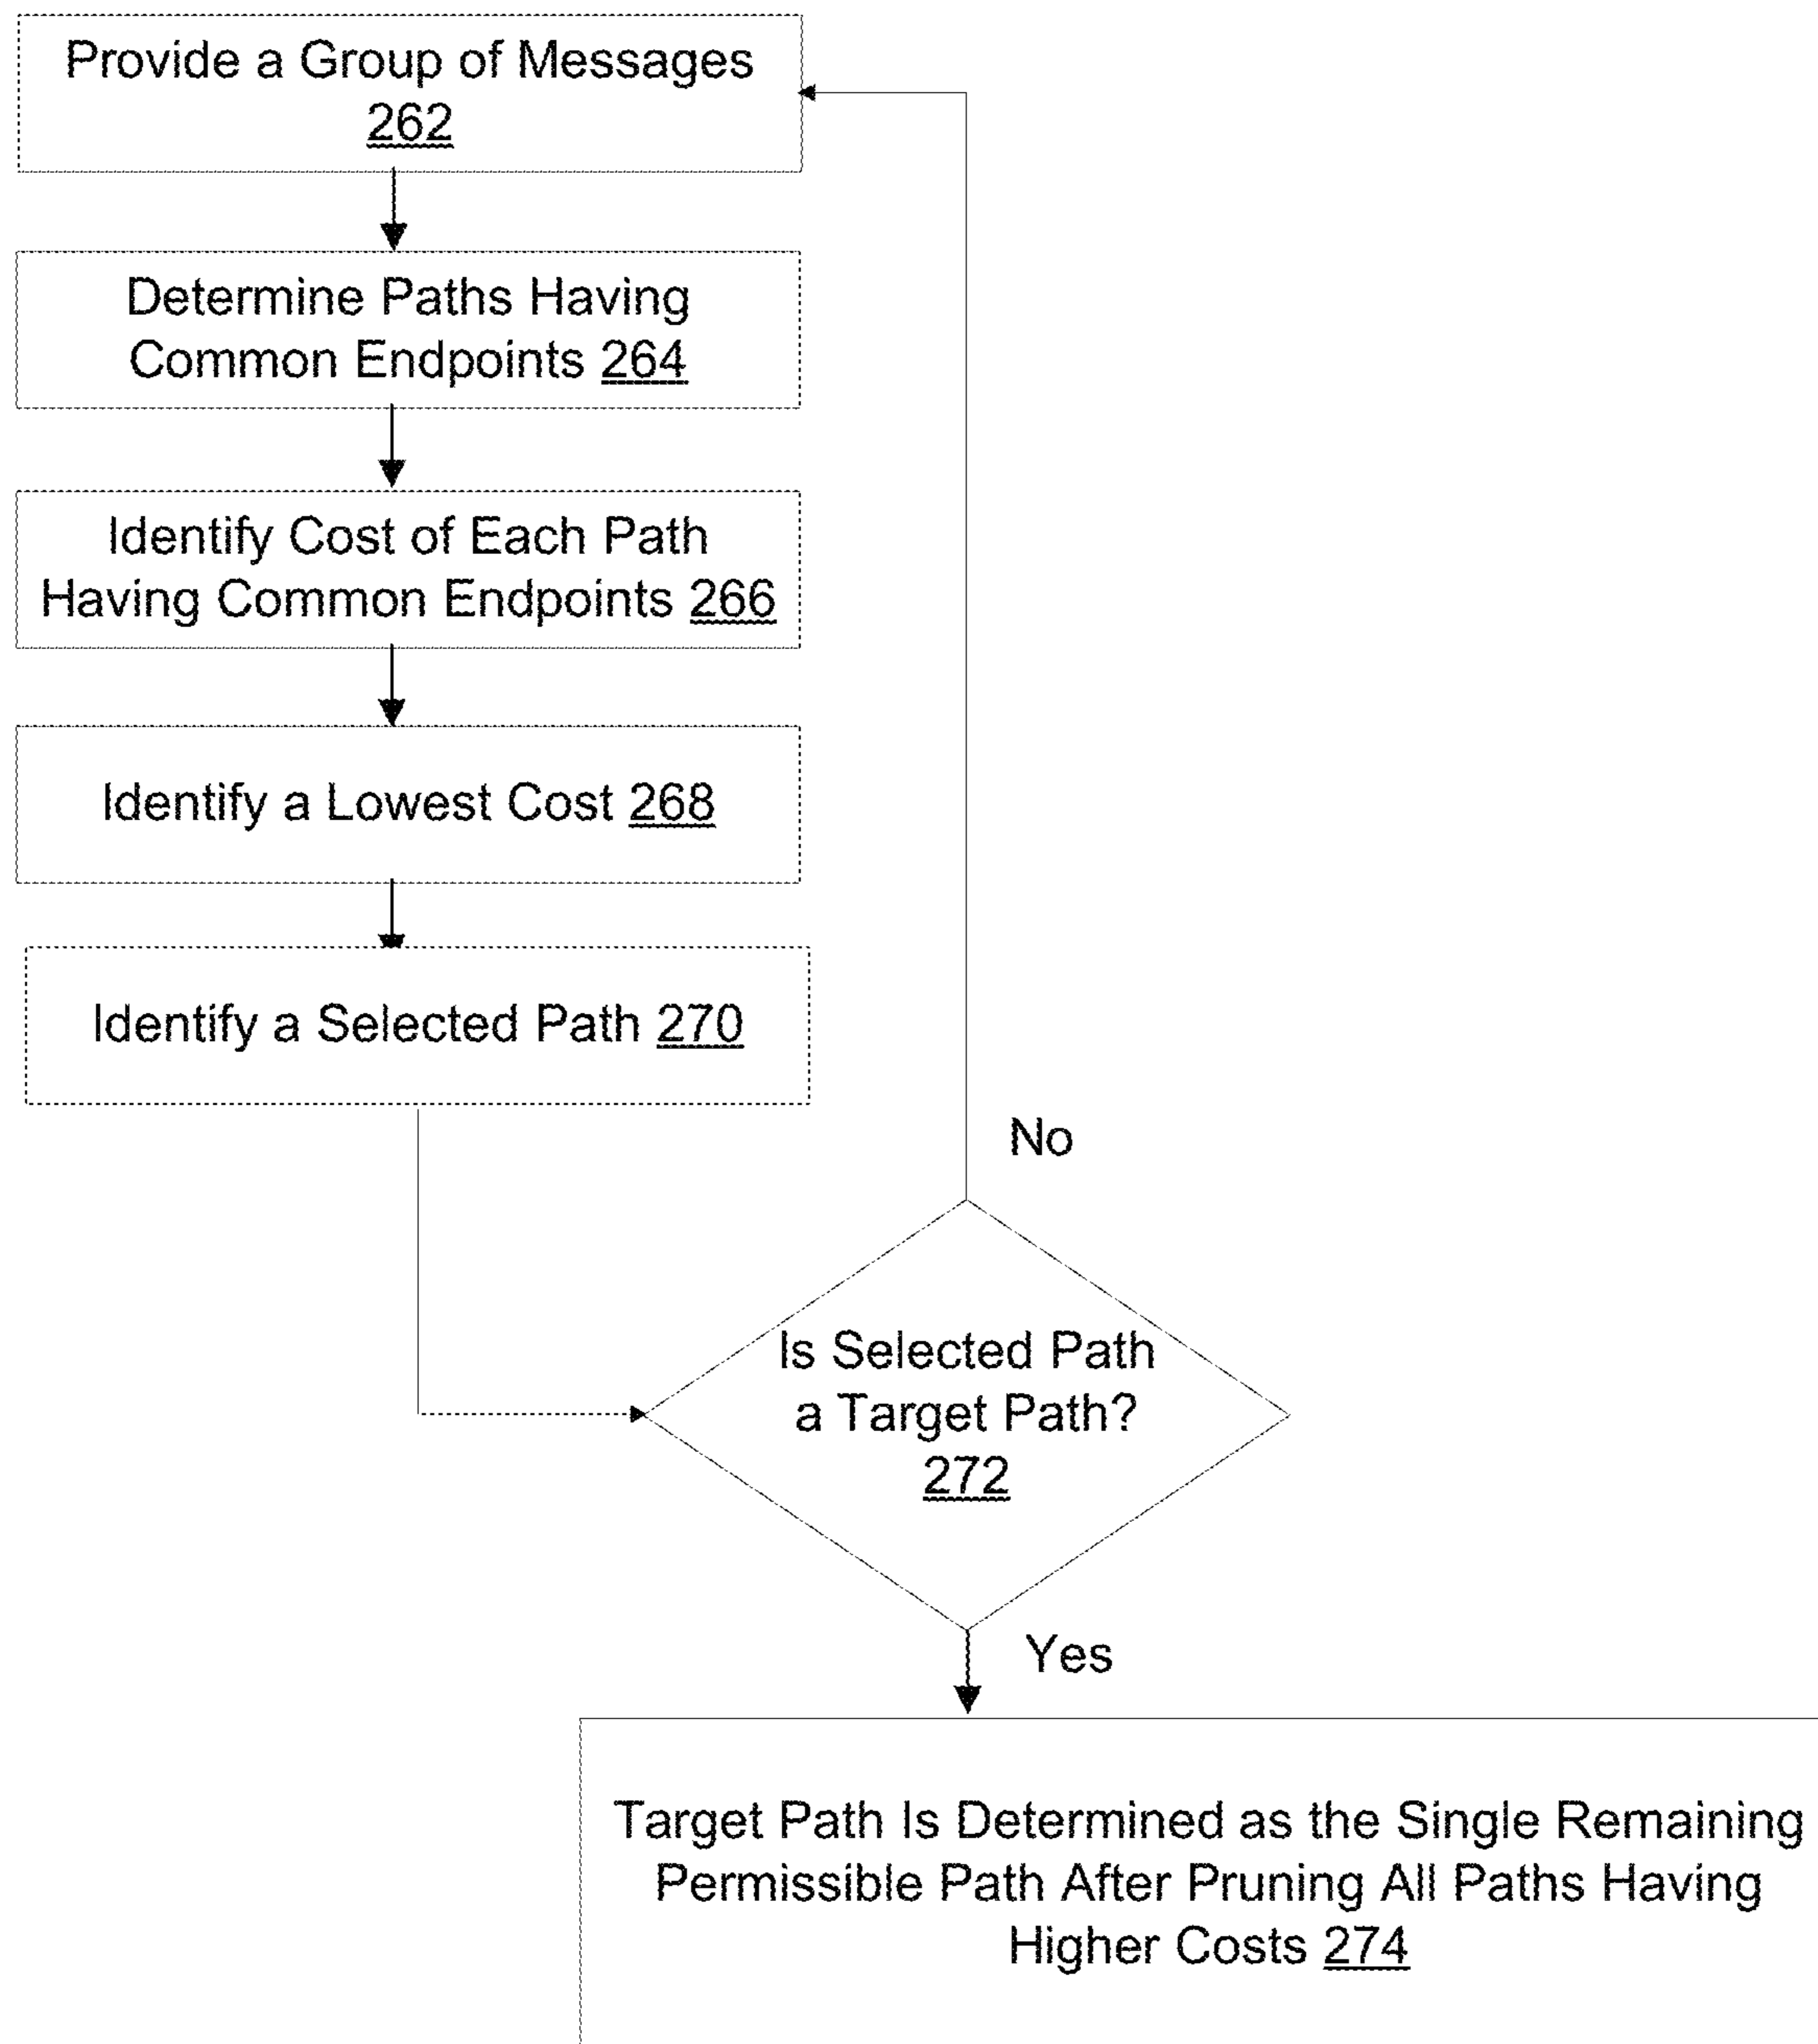 Provide a Group of Messages
262
Determine Paths Having
Common Endpoints 264
Identify Cost of Each Path
Having Common Endpoints 266
Identify a Lowest Cost 268
Identify a Selected Path 270
No
Is Selected Path
a Target Path?
272
Yes
Target Path Is Determined as the Single Remaining
Permissible Path After Pruning All Paths Having
Higher Costs 274